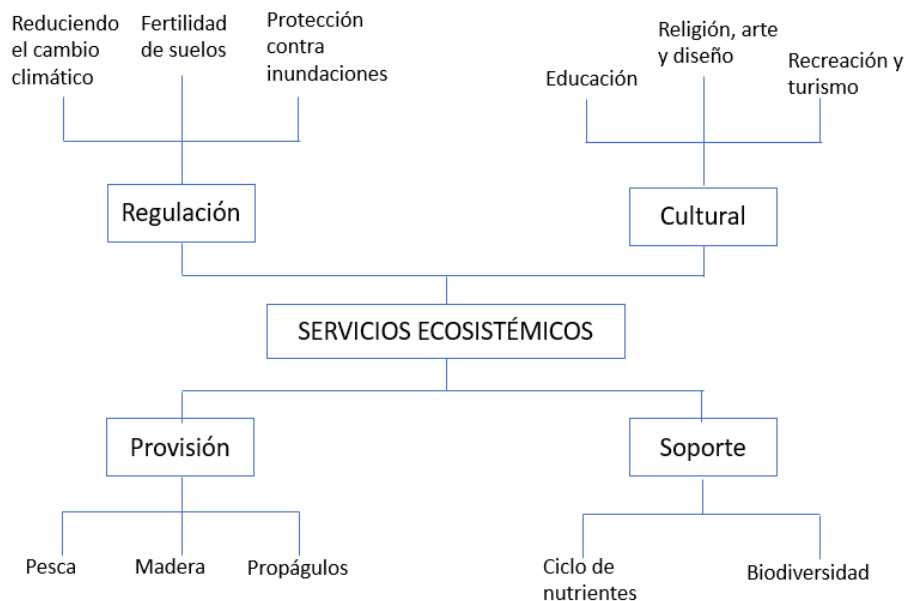 Reduciendo
el cambio
climático
Fertilidad
de suelos
Protección
contra
inundaciones
Educación
Religión, arte
y diseño
Recreación y
turismo
Regulación
Cultural
SERVICIOS ECOSISTÉMICOS
Provisión
Soporte
Pesca
Madera
Propágulos
Ciclo de
nutrientes
Biodiversidad